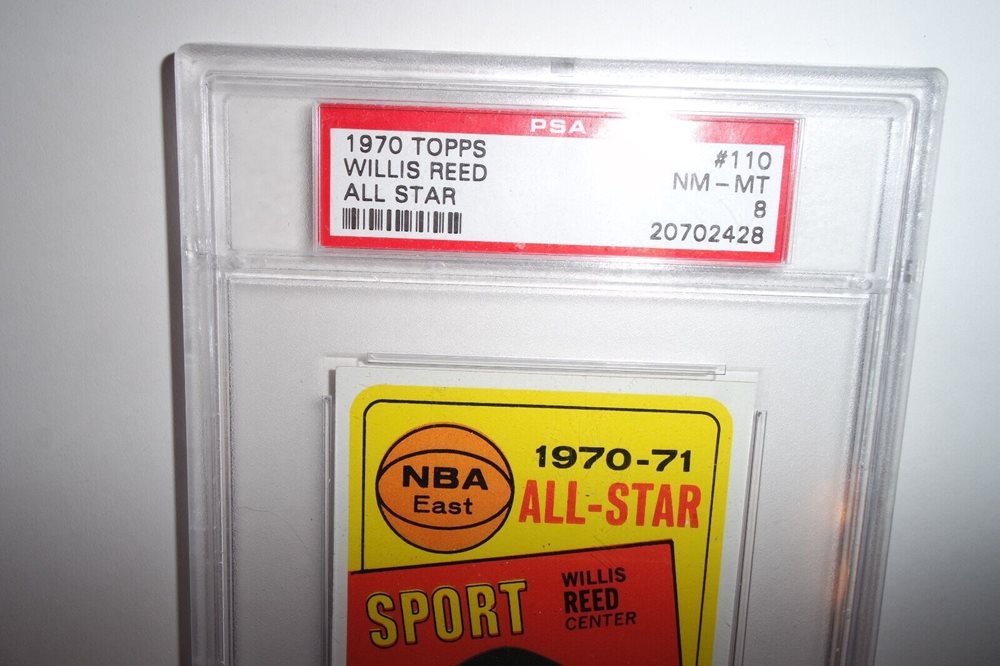 PSA
1970 TOPPS #110
WILLIS REED NM-MT
ALL STAR 8
20702428
NBA
East
1970-71
ALL-STAR
SPORT
WILLIS
REED
CENTER